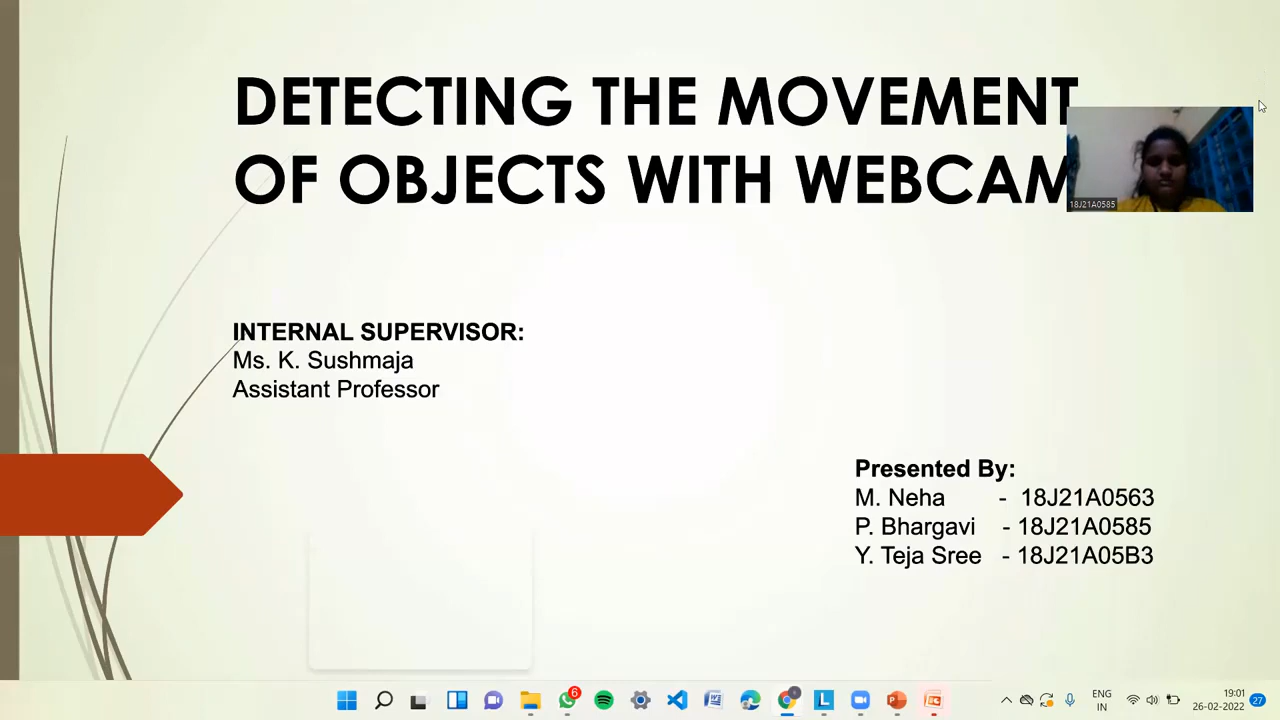 DETECTING THE MOVEMENT
OF OBJECTS WITH WEBCAM
18J21A0585
INTERNAL SUPERVISOR:
Ms. K. Sushmaja
Assistant Professor
Presented By:
M. Neha - 18J21A0563
P. Bhargavi - 18J21A0585
Y. Teja Sree - 18J21A05B3
6
ENG
IN
19:01
26-02-2022
27